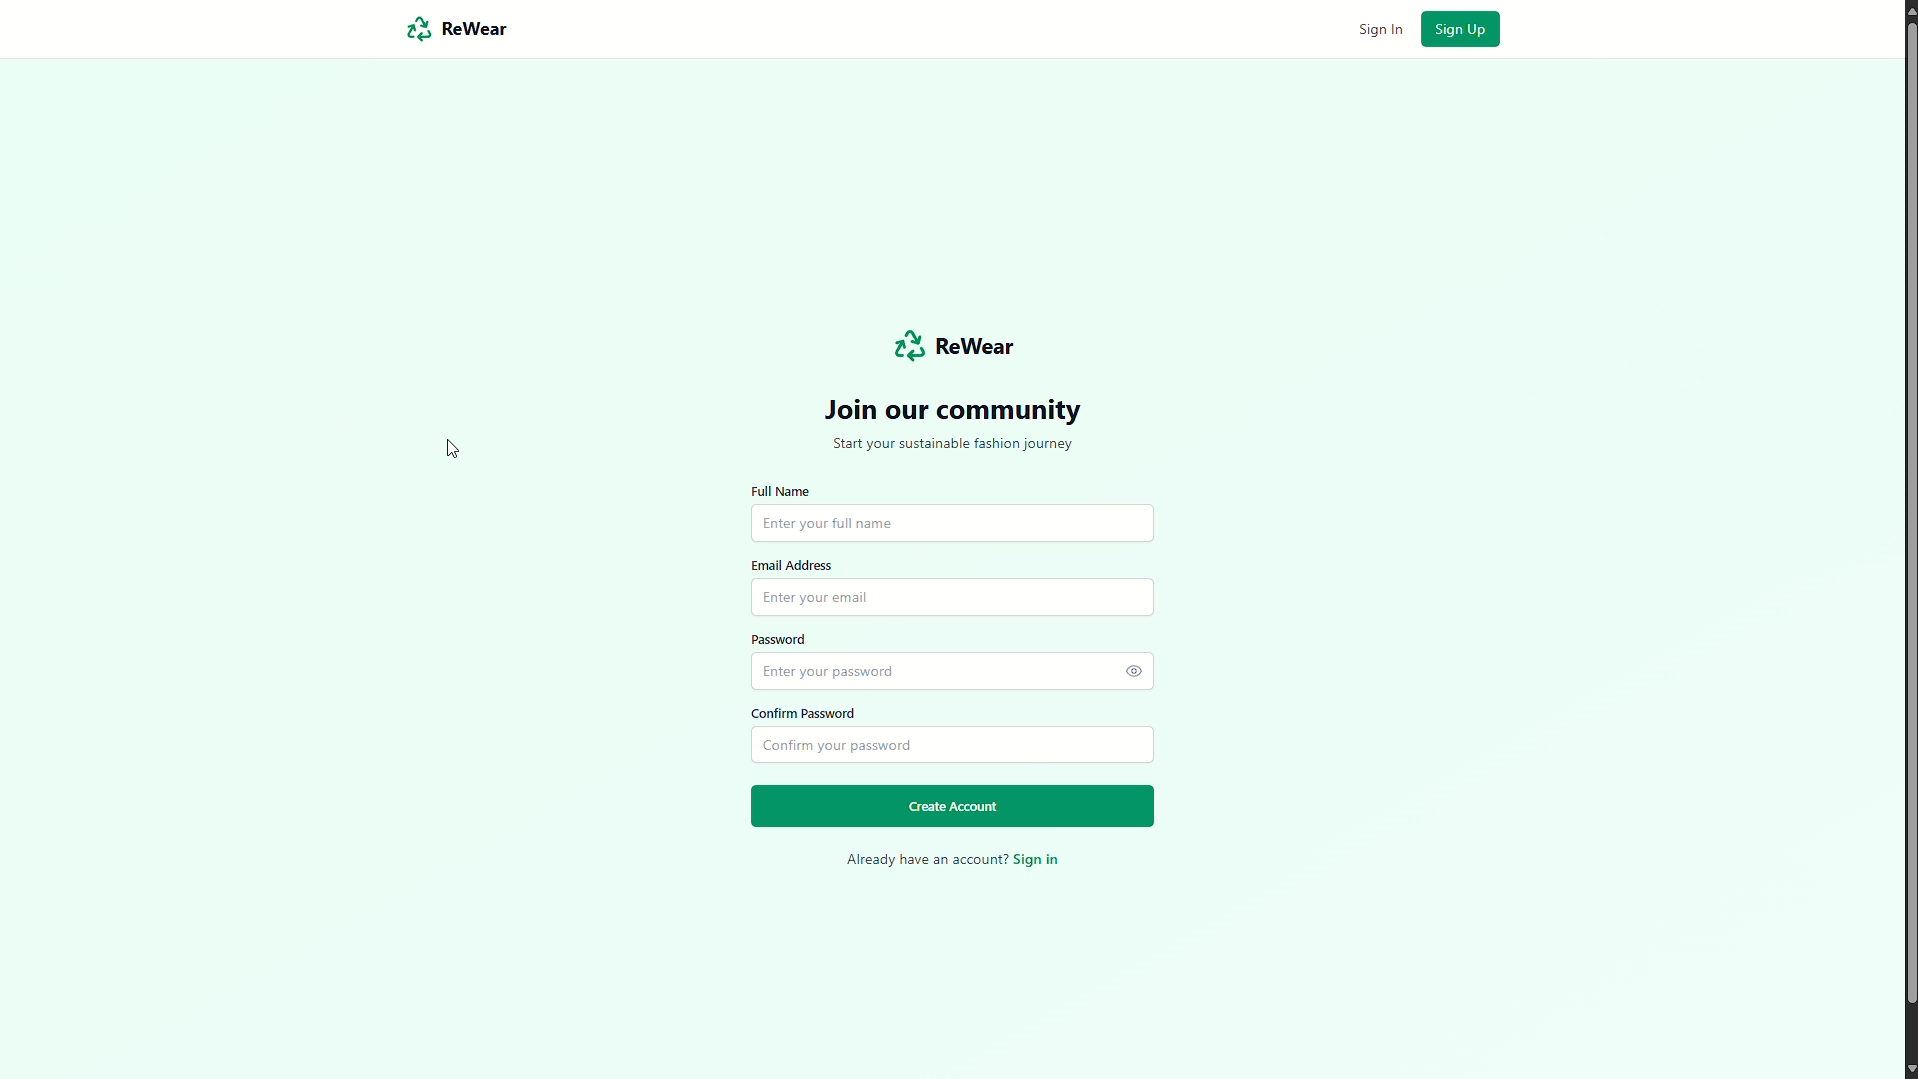 ReWear
Sign In
Sign Up
ReWear
Join our community
Start your sustainable fashion journey
Full Name
Enter your full name
Email Address
Enter your email
Password
Enter your password
Confirm Password
Confirm your password
Create Account
Already have an account? Sign in